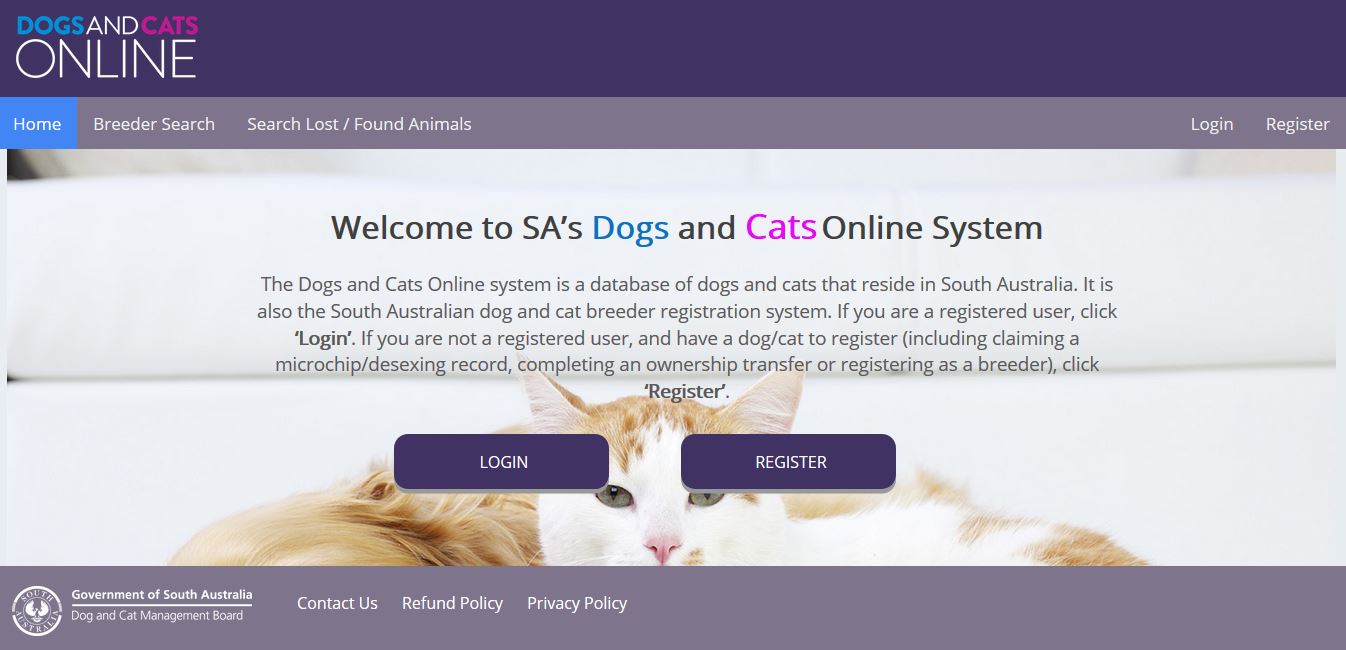 DOGSANDCATS
ONLINE
Home
Breeder Search
Search Lost / Found Animals
Login
Register
Welcome to SA’s Dogs and Cats Online System
The Dogs and Cats Online system is a database of dogs and cats that reside in South Australia. It is
also the South Australian dog and cat breeder registration system. If you are a registered user, click
‘Login’. If you are not a registered user, and have a dog/cat to register (including claiming a
microchip/desexing record, completing an ownership transfer or registering as a breeder), click
‘Register’.
LOGIN
REGISTER
SOUTH AUSTRALIA
Government of South Australia
Dog and Cat Management Board
Contact Us
Refund Policy
Privacy Policy